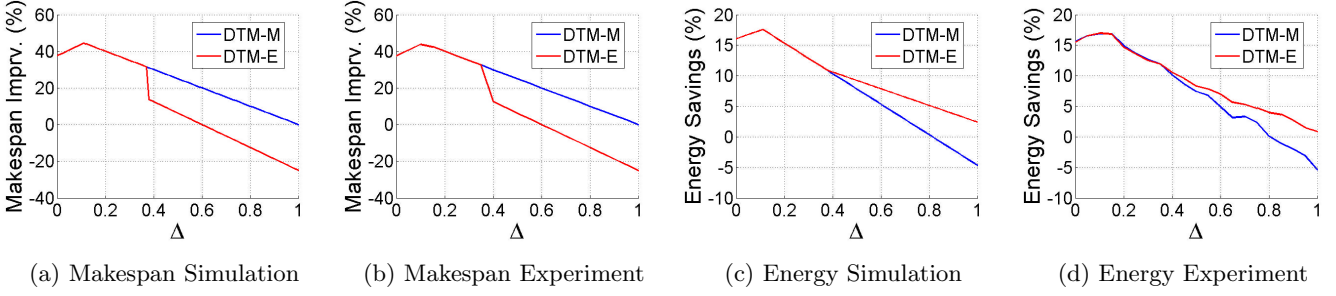 Makespan Imprv. (%)
60
40
20
0
-20
-40
0 0.2 0.4 0.6 0.8 1
Δ
DTM-M
DTM-E
(a) Makespan Simulation
Makespan Imprv. (%)
60
40
20
0
-20
-40
0 0.2 0.4 0.6 0.8 1
Δ
DTM-M
DTM-E
(b) Makespan Experiment
Energy Savings (%)
20
15
10
5
0
-5
-10
0 0.2 0.4 0.6 0.8 1
Δ
DTM-M
DTM-E
(c) Energy Simulation
Energy Savings (%)
20
15
10
5
0
-5
-10
0 0.2 0.4 0.6 0.8 1
Δ
DTM-M
DTM-E
(d) Energy Experiment